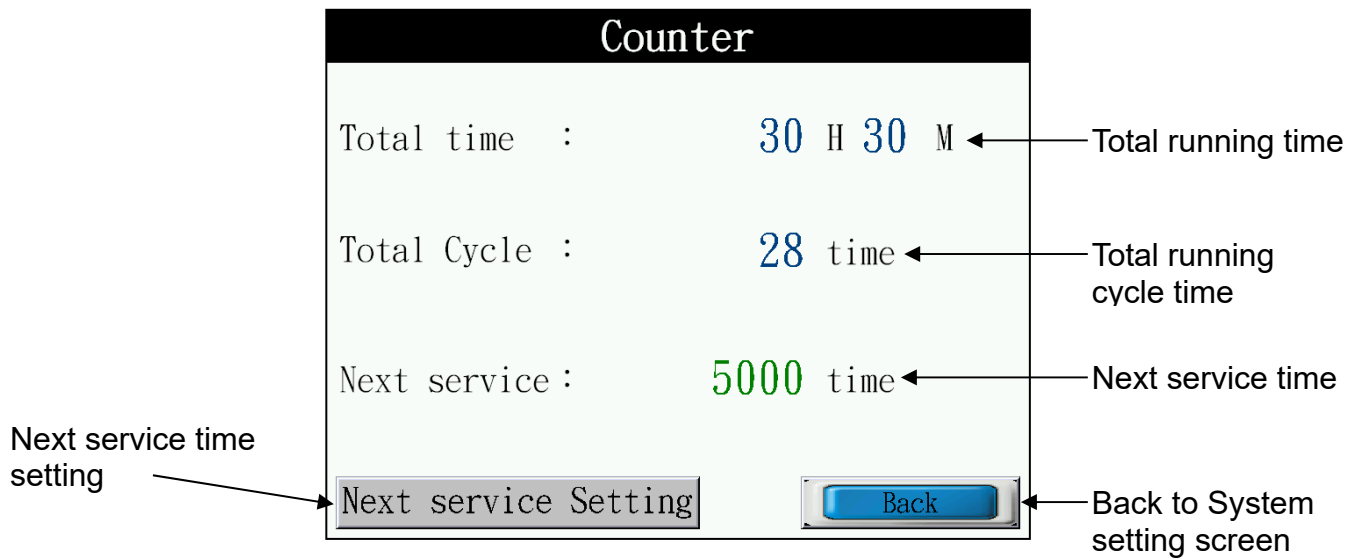 Counter
Total time : 30 H 30 M
Total running time
Total Cycle : 28 time
Total running
cycle time
Next service : 5000 time
Next service time
Next service time
setting
Next service Setting
Back
Back to System
setting screen